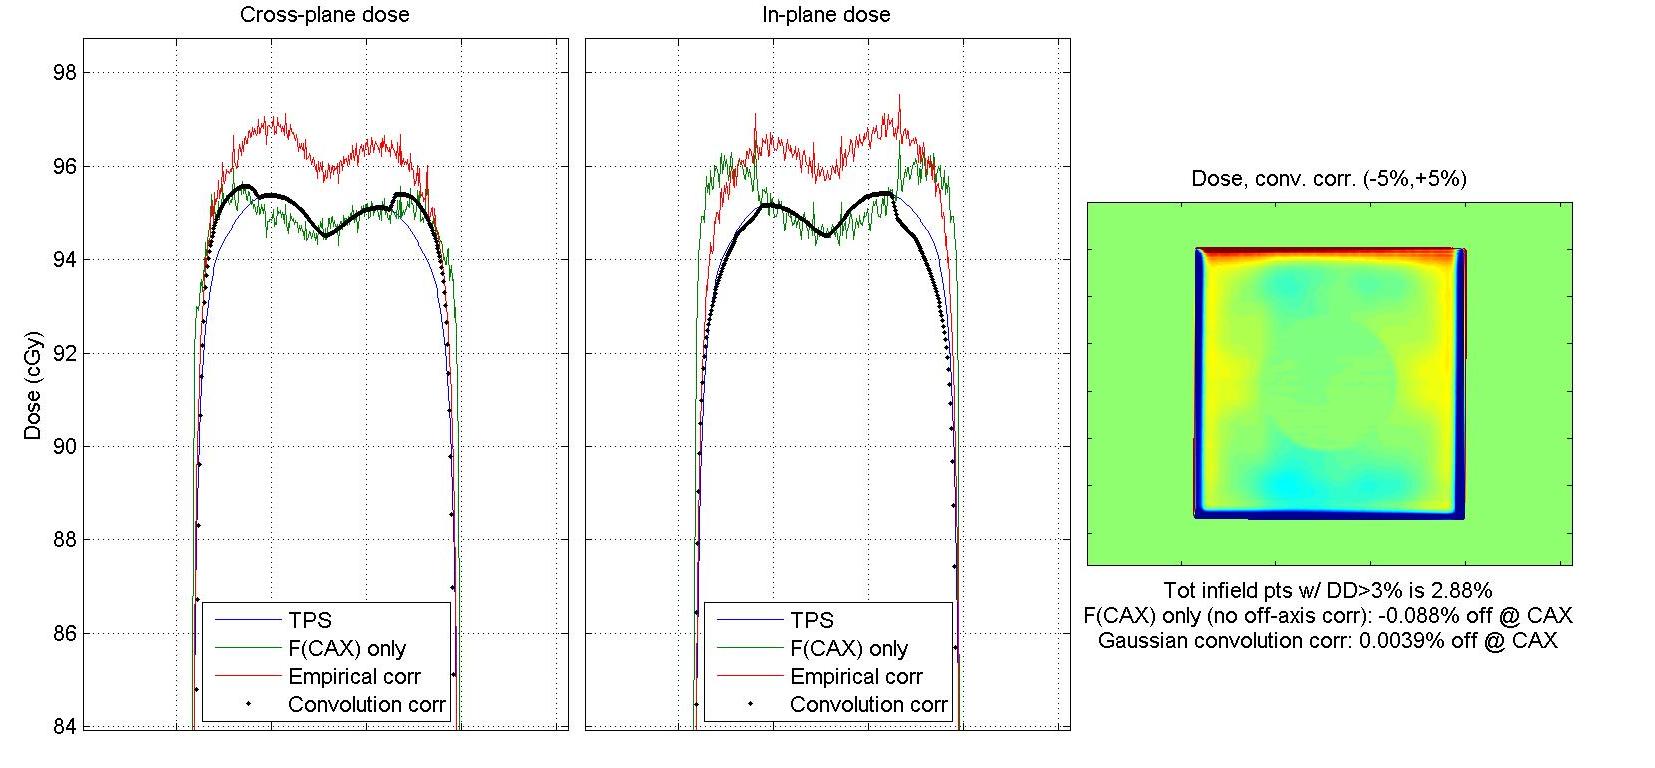 Cross-plane dose
In-plane dose
98
96
94
92
90
88
86
84
Dose (cGy)
TPS
F(CAX) only
Empirical corr
Convolution corr
TPS
F(CAX) only
Empirical corr
Convolution corr
Dose, conv. corr. (-5%,+5%)
Tot infield pts w/ DD>3% is 2.88%
F(CAX) only (no off-axis corr): -0.088% off @ CAX
Gaussian convolution corr: 0.0039% off @ CAX